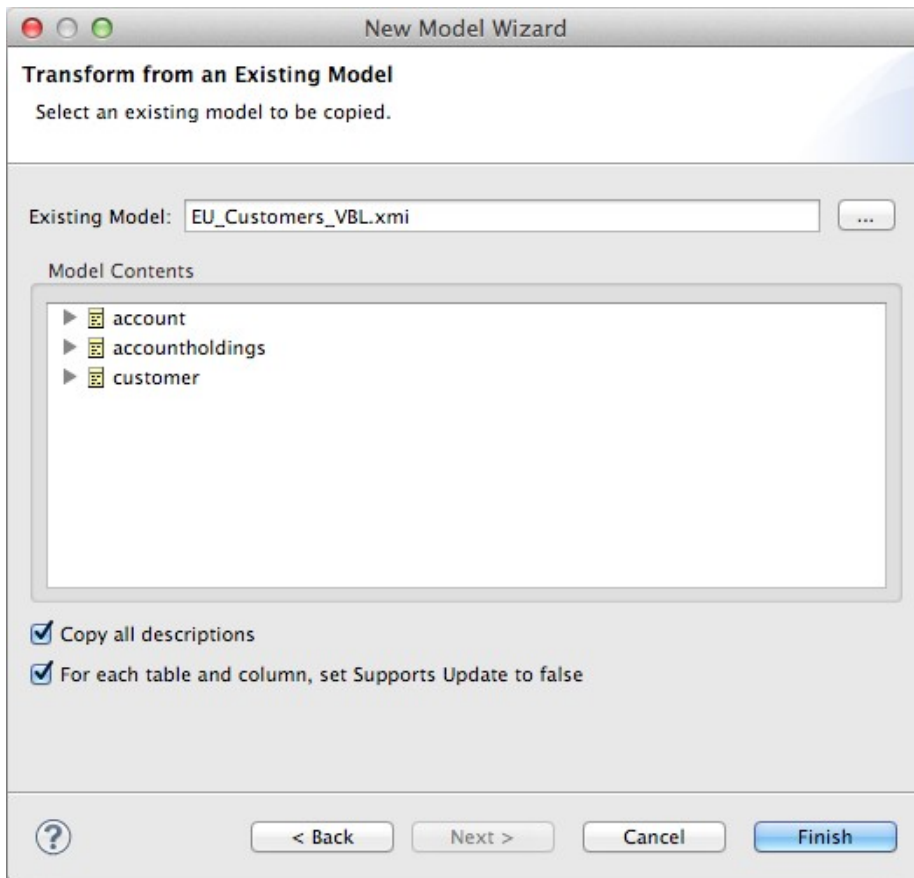 New Model Wizard
Transform from an Existing Model
Select an existing model to be copied.
Existing Model: EU_Customers_VBL.xmi ...
Model Contents
account
accountholdings
customer
Copy all descriptions
For each table and column, set Supports Update to false
? < Back Next > Cancel Finish